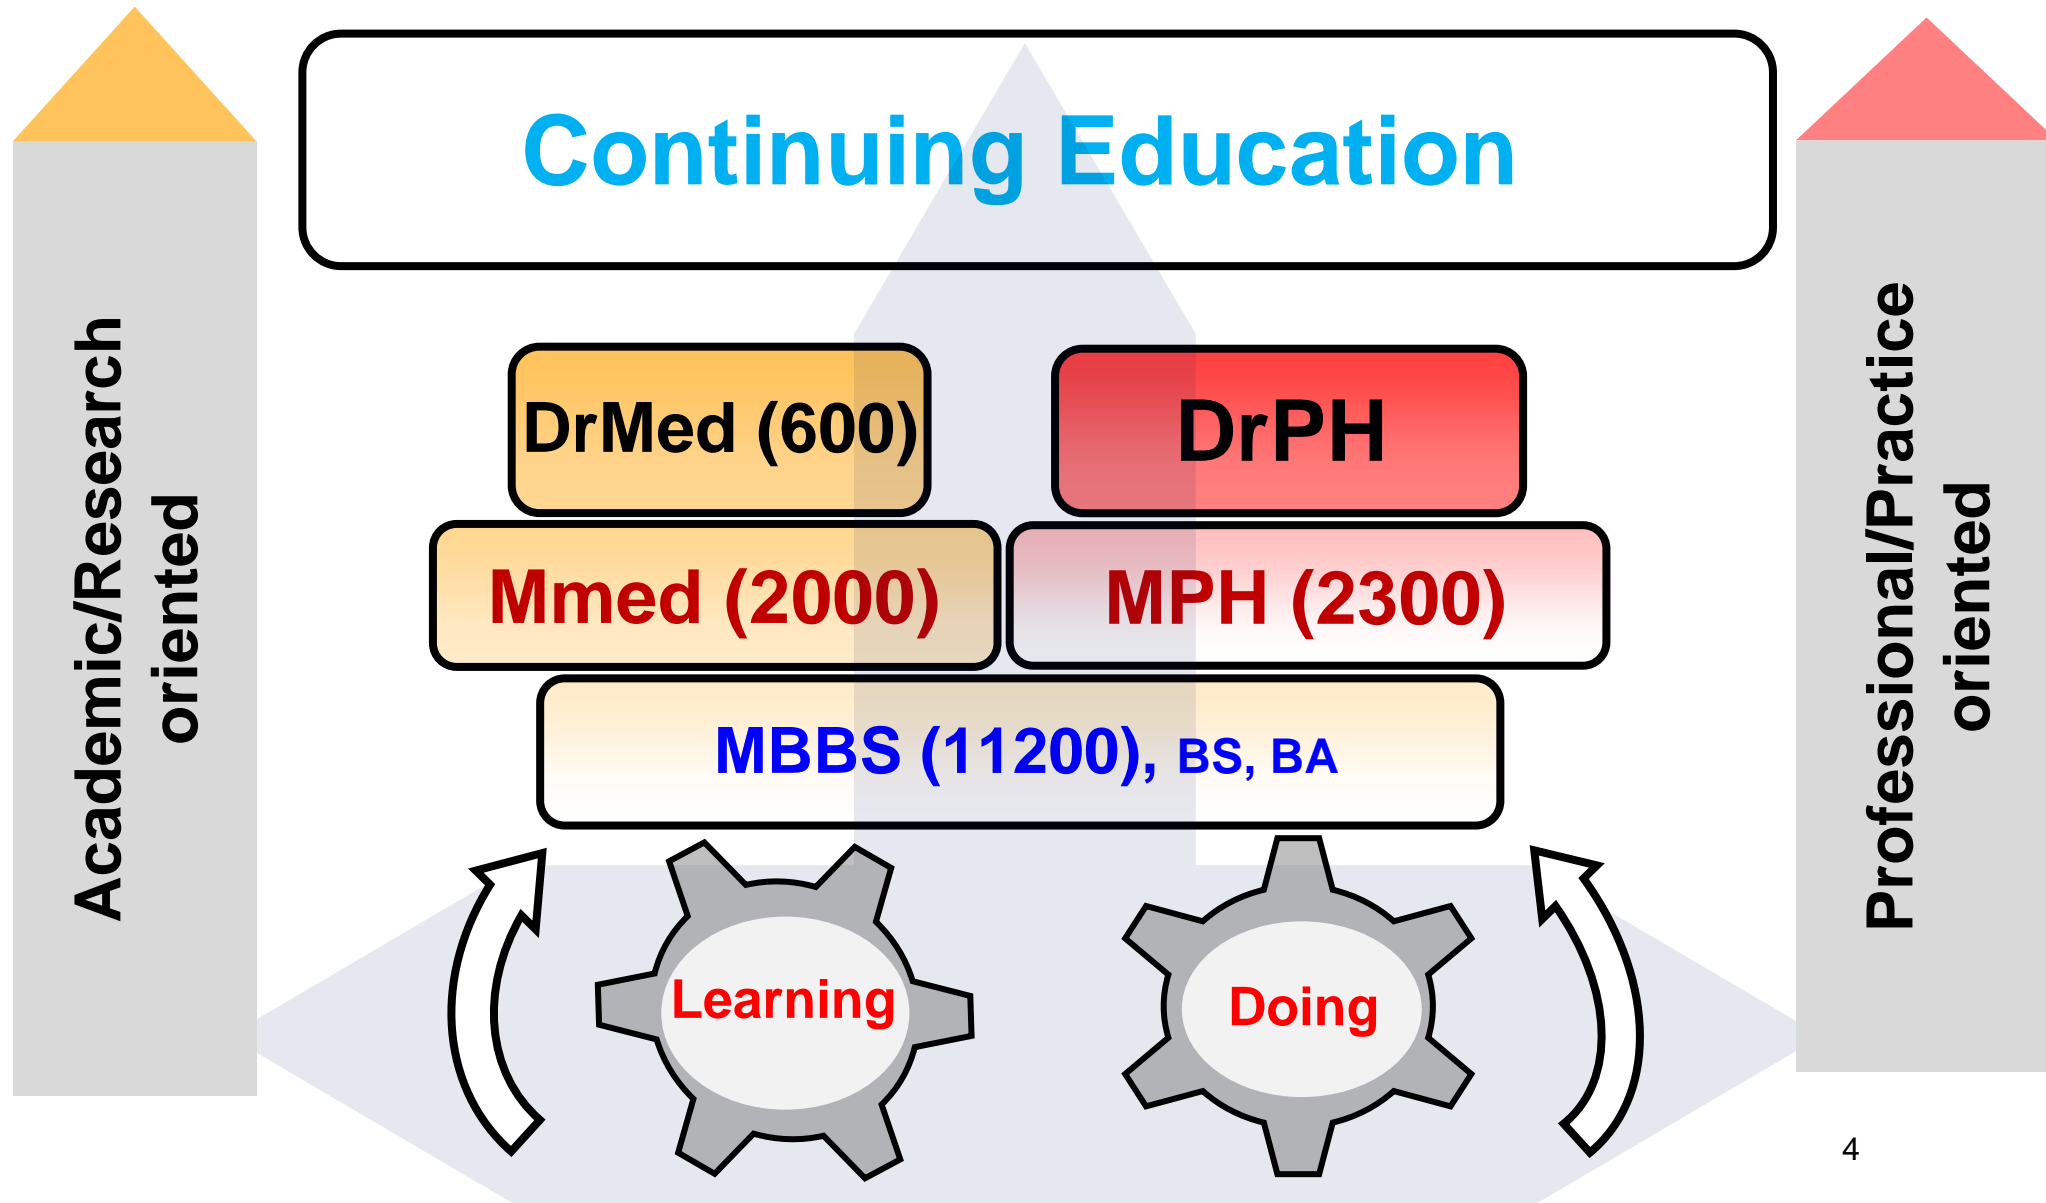 Continuing Education
Academic/Research
oriented
DrMed (600)
DrPH
Mmed (2000)
MPH (2300)
MBBS (11200), BS, BA
Learning
Doing
Professional/Practice
oriented
4